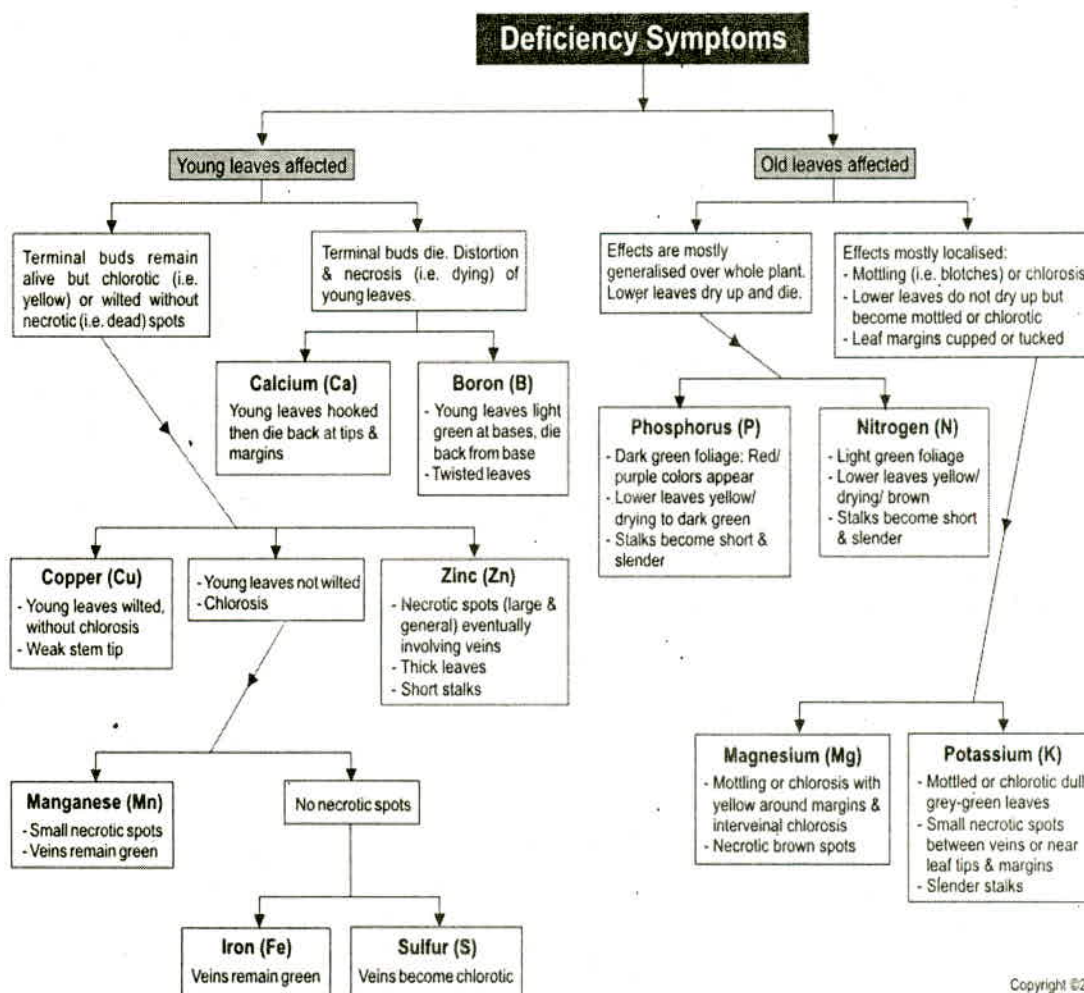 Deficiency Symptoms
Young leaves affected
Old leaves affected
Terminal buds remain
alive but chlorotic (i.e.
yellow) or wilted without
necrotic (i.e. dead) spots
Terminal buds die. Distortion
& necrosis (i.e. dying) of
young leaves.
Effects are mostly
generalised over whole plant.
Lower leaves dry up and die.
Effects mostly localised:
- Mottling (i.e. blotches) or chlorosis
- Lower leaves do not dry up but
become mottled or chlorotic
- Leaf margins cupped or tucked
Calcium (Ca)
Young leaves hooked
then die back at tips &
margins
Boron (B)
- Young leaves light
green at bases, die
back from base
- Twisted leaves
Phosphorus (P)
- Dark green foliage: Red/
purple colors appear
- Lower leaves yellow/
drying to dark green
- Stalks become short &
slender
Nitrogen (N)
- Light green foliage
- Lower leaves yellow/
drying/ brown
- Stalks become short
& slender
Copper (Cu)
- Young leaves wilted,
without chlorosis
- Weak stem tip
- Young leaves not wilted
- Chlorosis
Zinc (Zn)
- Necrotic spots (large &
general) eventually
involving veins
- Thick leaves
- Short stalks
Magnesium (Mg)
- Mottling or chlorosis with
yellow around margins &
interveinal chlorosis
- Necrotic brown spots
Potassium (K)
- Mottled or chlorotic dull
grey-green leaves
- Small necrotic spots
between veins or near
leaf tips & margins
- Slender stalks
Manganese (Mn)
- Small necrotic spots
- Veins remain green
No necrotic spots
Iron (Fe)
Veins remain green
Sulfur (S)
Veins become chlorotic
Copyright ©2